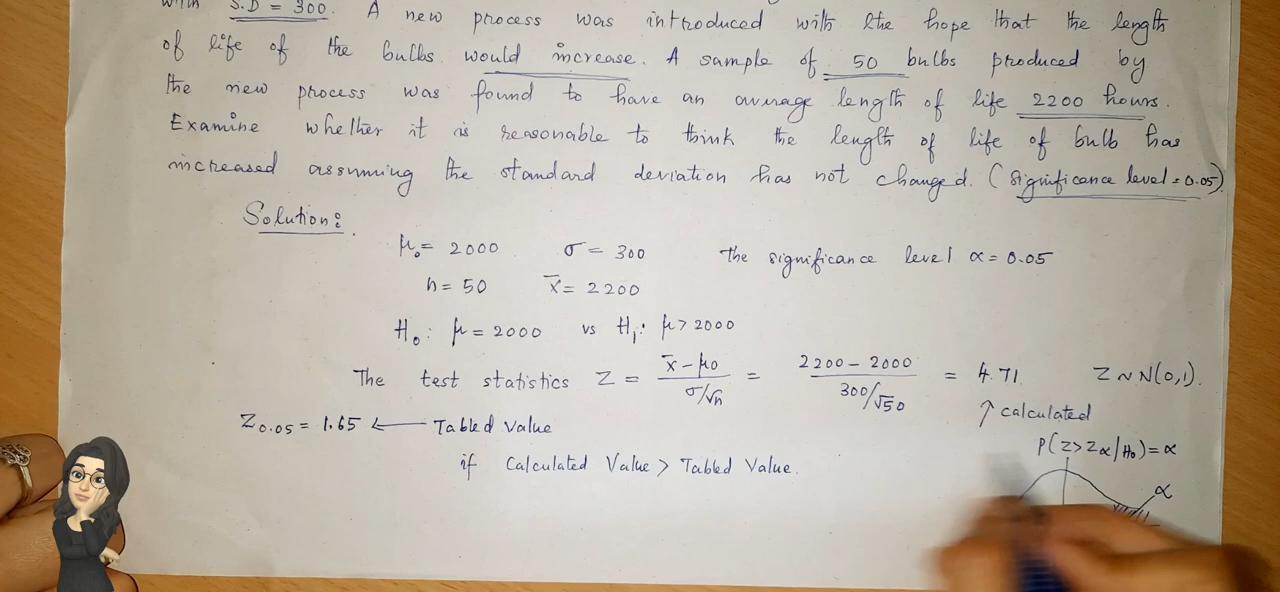 with S.D = 300. A new process was introduced with the hope that the length
of life of the bulbs would increase. A sample of 50 bulbs produced by
the new process was found to have an average length of life 2200 hours.
Examine whether it is reasonable to think the length of life of bulb has
increased assuming the standard deviation has not changed. (Significance level = 0.05)
Solution:
μ₀ = 2000 σ = 300 the significance level α = 0.05
n = 50 x̄ = 2200
H₀: μ = 2000 vs H₁: μ > 2000
The test statistics Z = (x̄ - μ₀)/(σ/√n) = (2200 - 2000)/(300/√50) = 4.71 Z ~ N(0,1).
↑ calculated
Z₀.₀₅ = 1.65 ← Tabled Value
P(Z > Zα / H₀) = α
if Calculated Value > Tabled Value.
α